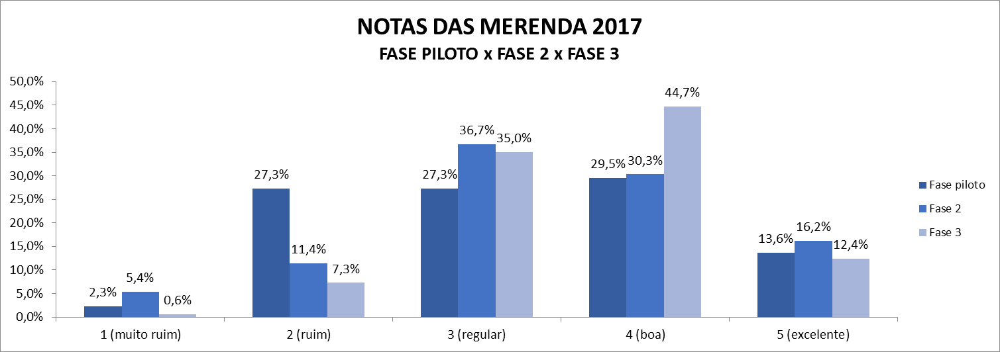 NOTAS DAS MERENDA 2017
FASE PILOTO x FASE 2 x FASE 3
50,0%
45,0%
40,0%
35,0%
30,0%
25,0%
20,0%
15,0%
10,0%
5,0%
0,0%
2,3%
5,4%
0,6%
27,3%
11,4%
7,3%
27,3%
36,7%
35,0%
29,5%
30,3%
44,7%
13,6%
16,2%
12,4%
1 (muito ruim)
2 (ruim)
3 (regular)
4 (boa)
5 (excelente)
Fase piloto
Fase 2
Fase 3